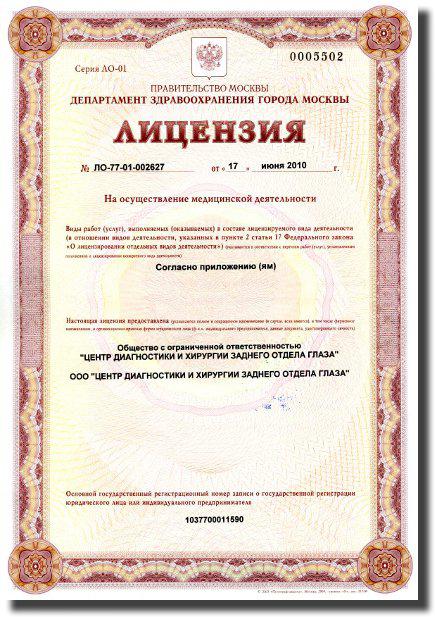 Серия ЛО-01
0005502
ПРАВИТЕЛЬСТВО МОСКВЫ
ДЕПАРТАМЕНТ ЗДРАВООХРАНЕНИЯ ГОРОДА МОСКВЫ
ЛИЦЕНЗИЯ
№ ЛО-77-01-002627 от « 17 » июня 2010 г.
На осуществление медицинской деятельности
Виды работ (услуг), выполняемых (оказываемых) в составе лицензируемого вида деятельности
(в отношении видов деятельности, указанных в пункте 2 статьи 17 Федерального закона
«О лицензировании отдельных видов деятельности»)
Согласно приложению (ям)
Настоящая лицензия предоставлена
Общество с ограниченной ответственностью
"ЦЕНТР ДИАГНОСТИКИ И ХИРУРГИИ ЗАДНЕГО ОТДЕЛА ГЛАЗА"
ООО "ЦЕНТР ДИАГНОСТИКИ И ХИРУРГИИ ЗАДНЕГО ОТДЕЛА ГЛАЗА"
Основной государственный регистрационный номер записи о государственной регистрации
юридического лица или индивидуального предпринимателя
1037700011590